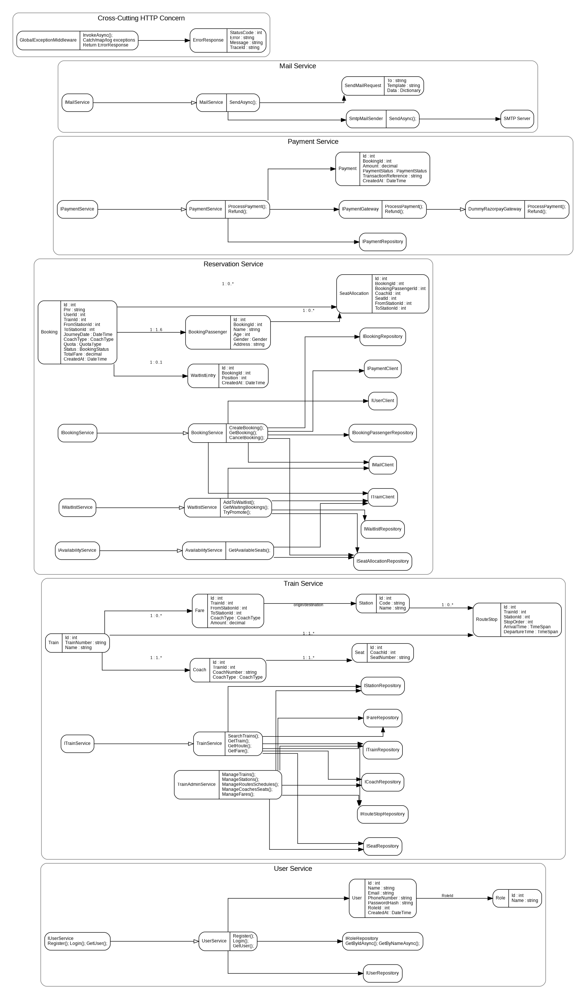 Cross-Cutting HTTP Concern
GlobalExceptionMiddleware
InvokeAsync();
Catch/map/log exceptions
Return ErrorResponse
ErrorResponse
StatusCode : int
Error : string
Message : string
TraceId : string
Mail Service
IMailService
MailService
SendAsync();
SendMailRequest
To : string
Template : string
Data : Dictionary
SmtpMailSender
SendAsync();
SMTP Server
Payment Service
IPaymentService
PaymentService
ProcessPayment();
Refund();
Payment
Id : int
BookingId : int
Amount : decimal
PaymentStatus : PaymentStatus
TransactionReference : string
CreatedAt : DateTime
IPaymentGateway
ProcessPayment();
Refund();
DummyRazorpayGateway
ProcessPayment();
Refund();
IPaymentRepository
Reservation Service
Booking
Id : int
Pnr : string
UserId : int
TrainId : int
FromStationId : int
ToStationId : int
JourneyDate : DateTime
CoachType : CoachType
Quota : QuotaType
Status : BookingStatus
TotalFare : decimal
CreatedAt : DateTime
1 : 0..*
1 : 0..*
1 : 1..6
1 : 0..1
SeatAllocation
Id : int
BookingId : int
BookingPassengerId : int
CoachId : int
SeatId : int
FromStationId : int
ToStationId : int
BookingPassenger
Id : int
BookingId : int
Name : string
Age : int
Gender : Gender
Address : string
WaitlistEntry
Id : int
BookingId : int
Position : int
CreatedAt : DateTime
IBookingRepository
IPaymentClient
IUserClient
IBookingService
BookingService
CreateBooking();
GetBooking();
CancelBooking();
IBookingPassengerRepository
IMailClient
ITrainClient
IWaitlistService
WaitlistService
AddToWaitlist();
GetWaitingBookings();
TryPromote();
IWaitlistRepository
IAvailabilityService
AvailabilityService
GetAvailableSeats();
ISeatAllocationRepository
Train Service
Train
Id : int
TrainNumber : string
Name : string
1 : 0..*
1 : 1..*
Fare
Id : int
TrainId : int
FromStationId : int
ToStationId : int
CoachType : CoachType
Amount : decimal
origin/destination
Station
Id : int
Code : string
Name : string
1 : 0..*
1 : 1..*
RouteStop
Id : int
TrainId : int
StationId : int
StopOrder : int
ArrivalTime : TimeSpan
DepartureTime : TimeSpan
Coach
Id : int
TrainId : int
CoachNumber : string
CoachType : CoachType
1 : 1..*
Seat
Id : int
CoachId : int
SeatNumber : string
IStationRepository
IFareRepository
ITrainService
TrainService
SearchTrains();
GetTrain();
GetRoute();
GetFare();
ITrainRepository
TrainAdminService
ManageTrains();
ManageStations();
ManageRoutesSchedules();
ManageCoachesSeats();
ManageFares();
ICoachRepository
IRouteStopRepository
ISeatRepository
User Service
User
Id : int
Name : string
Email : string
PhoneNumber : string
PasswordHash : string
RoleId : int
CreatedAt : DateTime
RoleId
Role
Id : int
Name : string
IUserService
Register(); Login(); GetUser();
UserService
Register();
Login();
GetUser();
IRoleRepository
GetByIdAsync(); GetByNameAsync();
IUserRepository